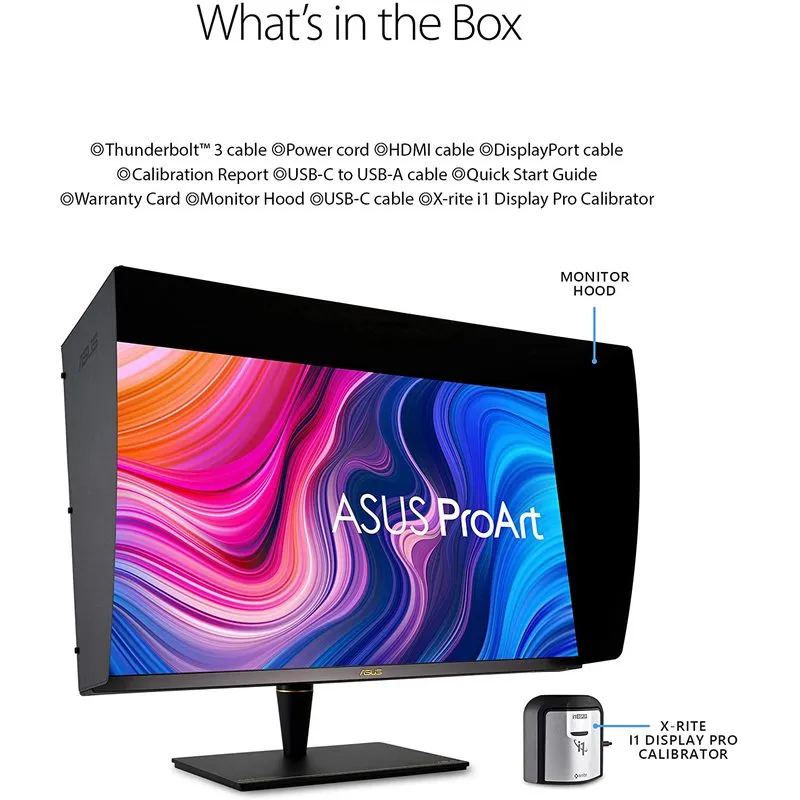 What's in the Box
◎Thunderbolt™ 3 cable ◎Power cord ◎HDMI cable ◎DisplayPort cable
◎Calibration Report ◎USB-C to USB-A cable ◎Quick Start Guide
◎Warranty Card ◎Monitor Hood ◎USB-C cable ◎X-rite i1 Display Pro Calibrator
MONITOR
HOOD
ASUS
ASUS ProArt
ASUS
X-RITE
I1 DISPLAY PRO
CALIBRATOR